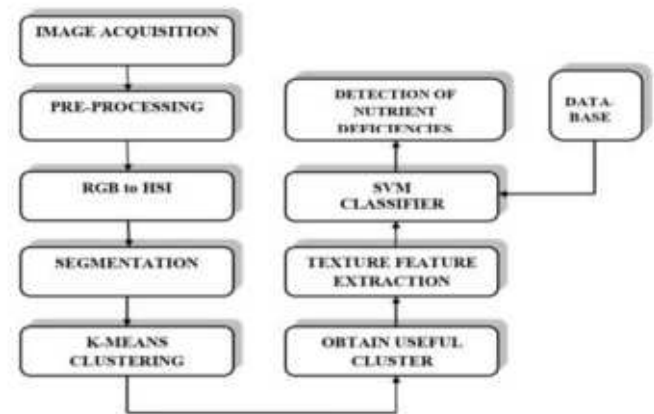 IMAGE ACQUISITION
PRE-PROCESSING
RGB to HSI
SEGMENTATION
K-MEANS
CLUSTERING
OBTAIN USEFUL
CLUSTER
TEXTURE FEATURE
EXTRACTION
SVM
CLASSIFIER
DETECTION OF
NUTRIENT
DEFICIENCIES
DATA-
BASE